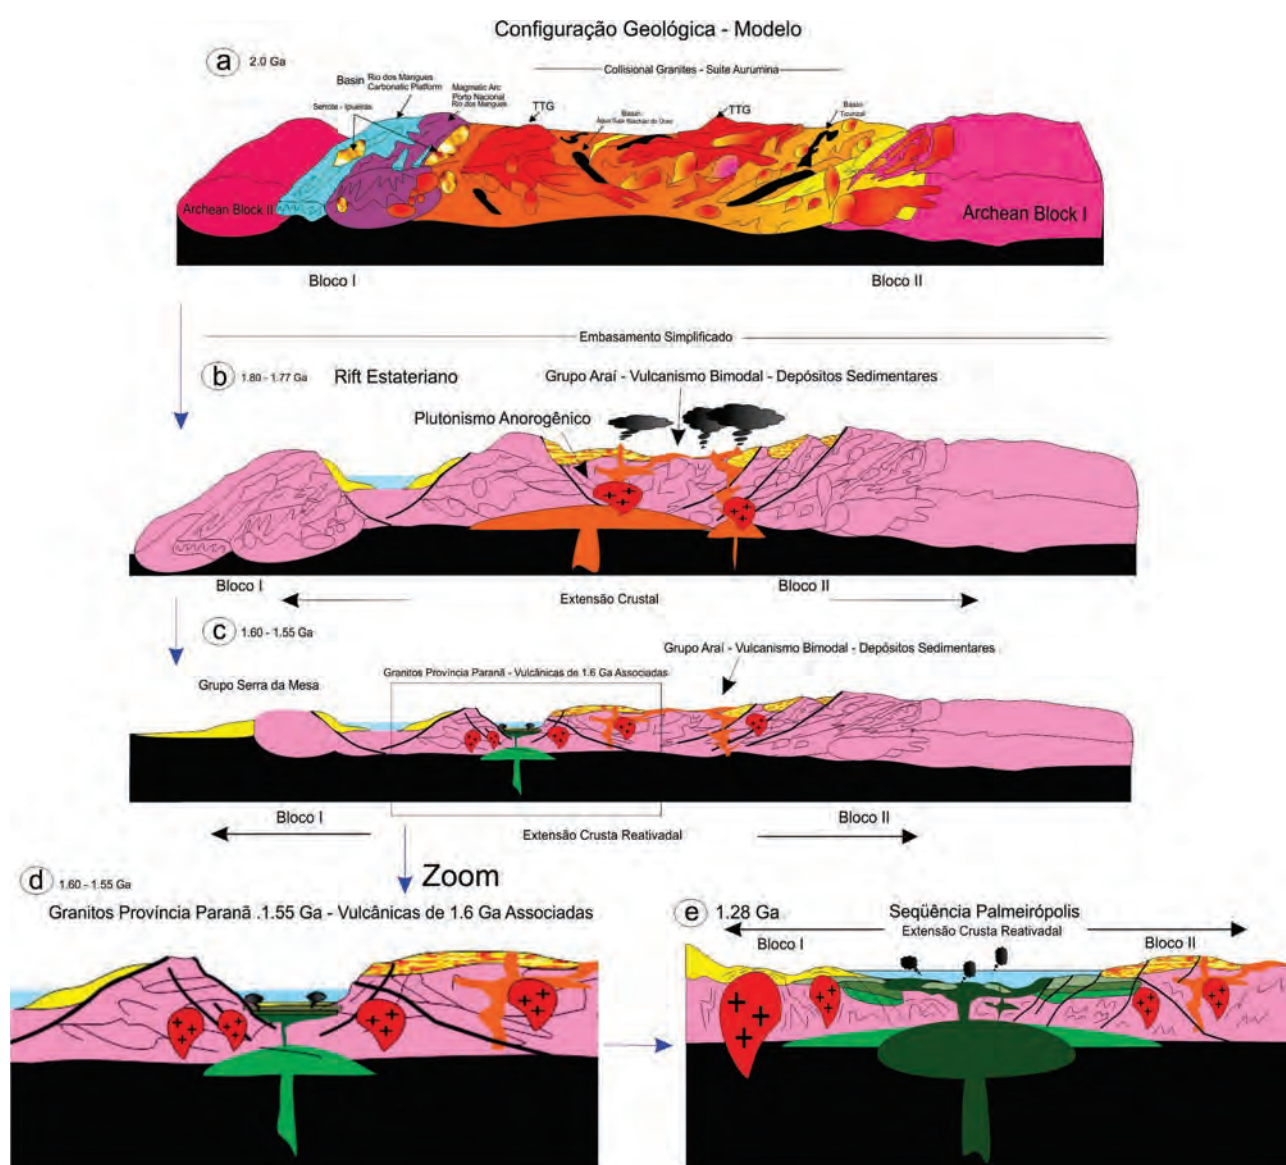 Configuração Geológica - Modelo
a 2.0 Ga
Collisional Granites - Suite Aurumina
Basin Rio dos Mangues
Carbonatic Platform
Magmatic Arc
Porto Nacional
Rio dos Mangues
TTG
Basin
TTG
Basin
Archean Block II
Archean Block I
Bloco I
Bloco II
Embasamento Simplificado
b 1.80 - 1.77 Ga Rift Estateriano
Grupo Araí - Vulcanismo Bimodal - Depósitos Sedimentares
Plutonismo Anorogênico
Bloco I
Bloco II
Extensão Crustal
c 1.60 - 1.55 Ga
Grupo Araí - Vulcanismo Bimodal - Depósitos Sedimentares
Granitos Província Paranã - Vulcânicas de 1.6 Ga Associadas
Grupo Serra da Mesa
Bloco I
Bloco II
Extensão Crusta Reativadal
d 1.60 - 1.55 Ga
Zoom
Granitos Província Paranã .1.55 Ga - Vulcânicas de 1.6 Ga Associadas
e 1.28 Ga
Seqüência Palmeirópolis
Extensão Crusta Reativadal
Bloco I
Bloco II